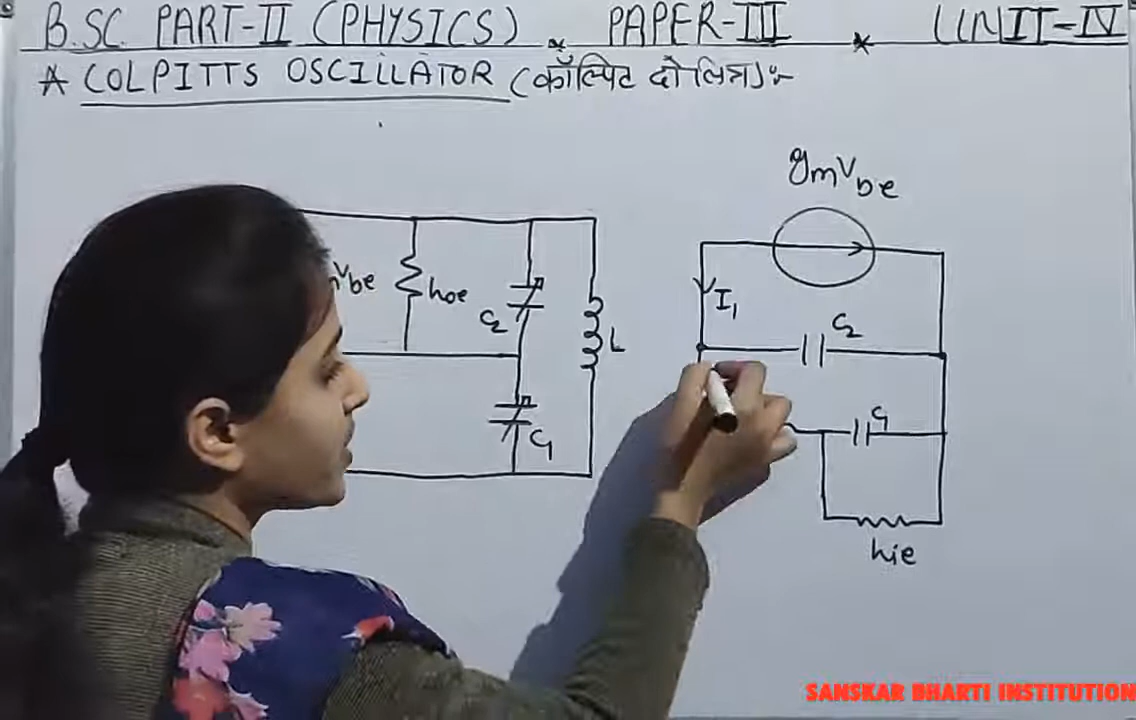 B.SC. PART-II (PHYSICS) * PAPER-III * UNIT-IV
* COLPITTS OSCILLATOR (कॉल्पिट दोलित्र):-
gmVbe
Vbe
hoe
C2
L
C1
I1
C2
C1
hie
SANSKAR BHARTI INSTITUTION